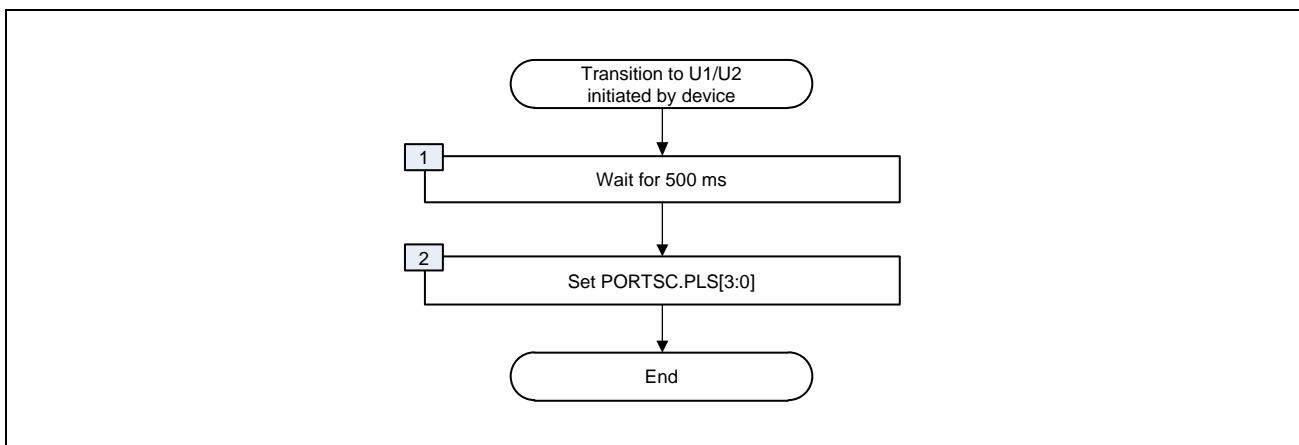 Transition to U1/U2
initiated by device
1
Wait for 500 ms
2
Set PORTSC.PLS[3:0]
End